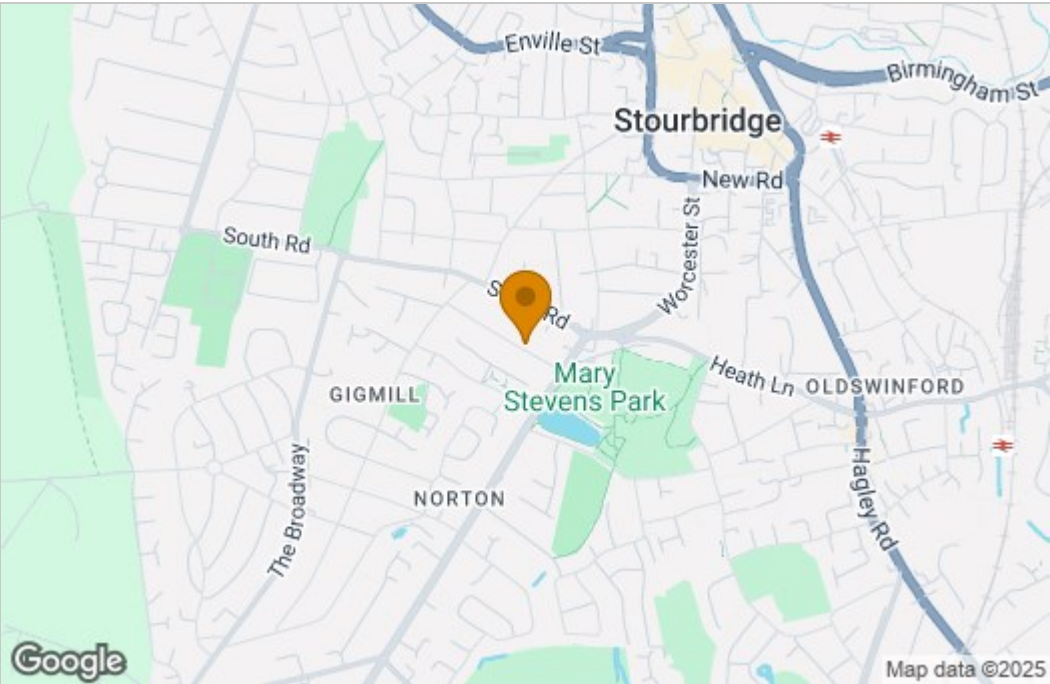 Enville St
Birmingham St
Stourbridge
New Rd
Worcester St
South Rd
Rd
Mary
Stevens Park
Heath Ln
OLDSWINFORD
GIGMILL
Hagley Rd
The Broadway
NORTON
Google
Map data ©2025